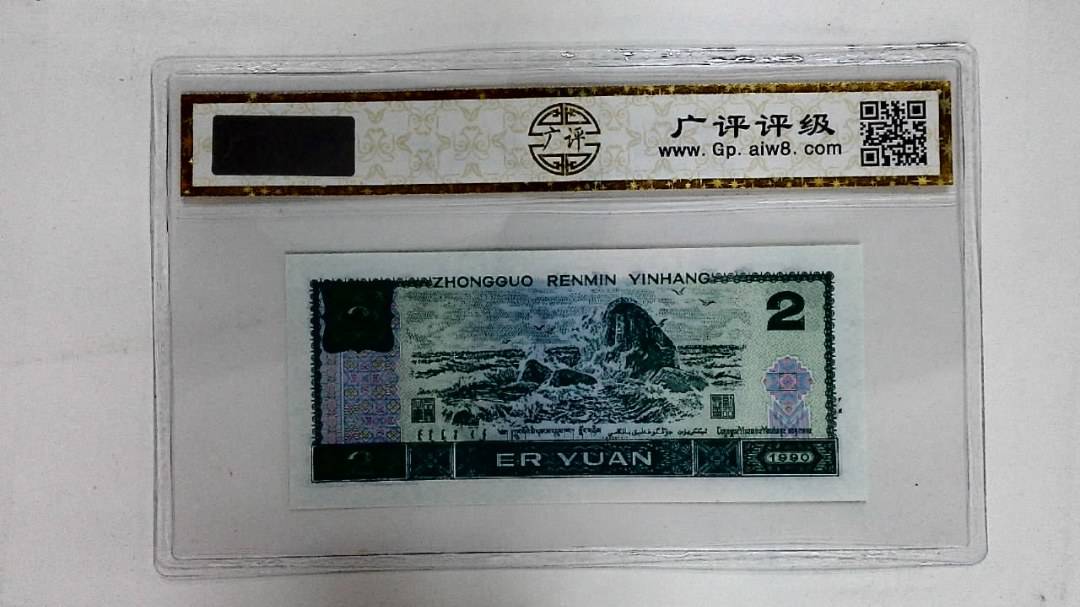 广评
广评评级
www.Gp.aiw8.com
ZHONGGUO RENMIN YINHANG
2
ER YUAN
1990